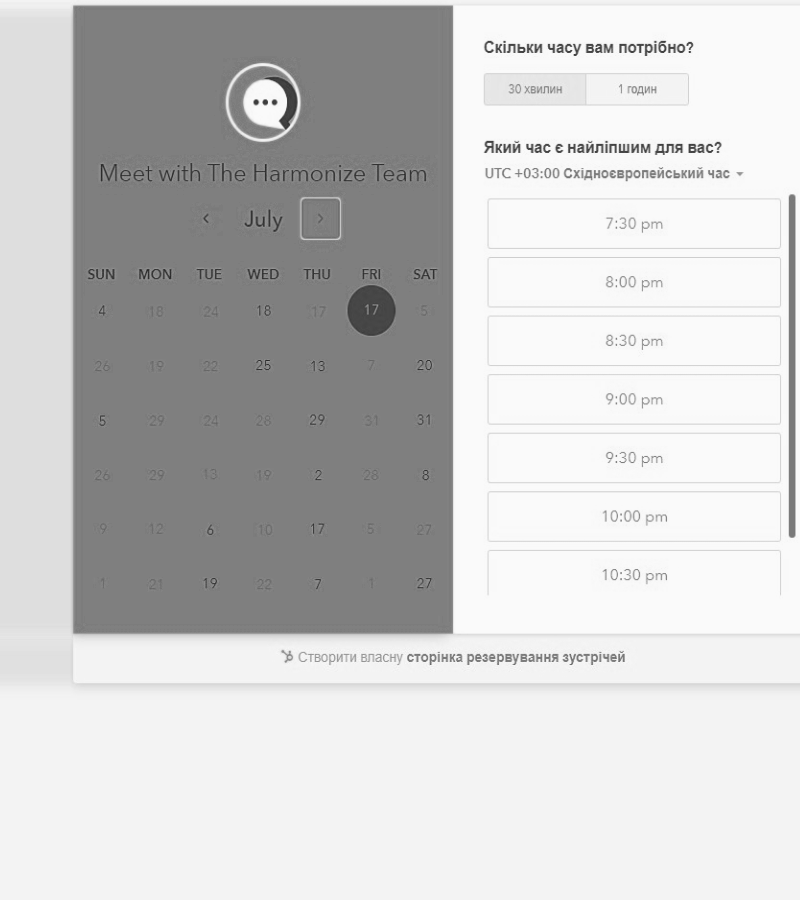 Meet with The Harmonize Team
July
SUN MON TUE WED THU FRI SAT
4 18 24 18 17 17 5
26 19 22 25 13 7 20
5 29 24 28 29 31 31
26 29 13 19 2 28 8
9 12 6 10 17 5 27
1 21 19 22 7 1 27
Скільки часу вам потрібно?
30 хвилин 1 годин
Який час є найліпшим для вас?
UTC +03:00 Східноєвропейський час
7:30 pm
8:00 pm
8:30 pm
9:00 pm
9:30 pm
10:00 pm
10:30 pm
Створити власну сторінка резервування зустрічей